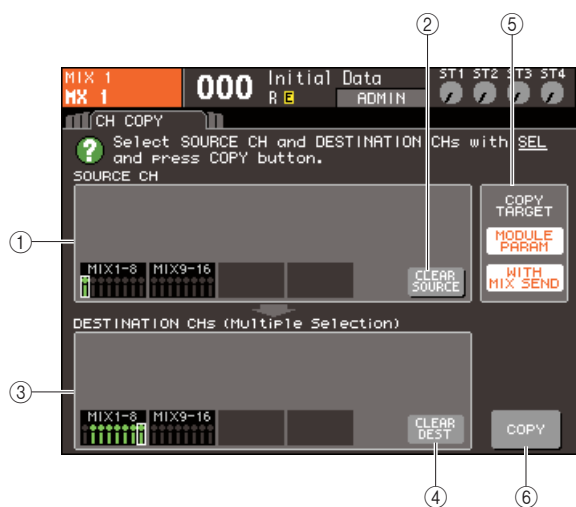 ② ⑤
MIX 1
MX 1
000
Initial Data
R E ADMIN
ST1 ST2 ST3 ST4
CH COPY
? Select SOURCE CH and DESTINATION CHs with SEL
and press COPY button.
SOURCE CH
①
MIX1-8 MIX9-16
CLEAR
SOURCE
COPY
TARGET
MODULE
PARAM
WITH
MIX SEND
DESTINATION CHs (Multiple Selection)
③
MIX1-8 MIX9-16
CLEAR
DEST
COPY
④ ⑥